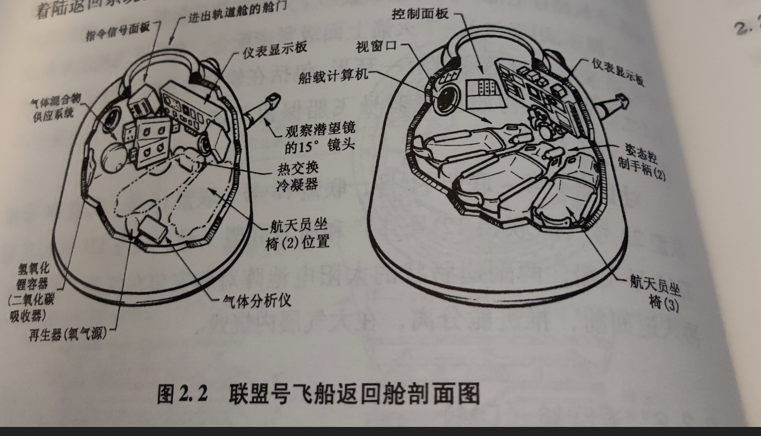 着陆返回
指令信号面板
进出轨道舱的舱门
仪表显示板
气体混合物
供应系统
观察潜望镜
的15°镜头
热交换
冷凝器
航天员坐
椅(2)位置
氢氧化
锂容器
(二氧化碳
吸收器)
气体分析仪
再生器(氧气源)
控制面板
视窗口
船载计算机
仪表显示板
姿态控
制手柄(2)
航天员坐
椅(3)
图2.2 联盟号飞船返回舱剖面图
2.